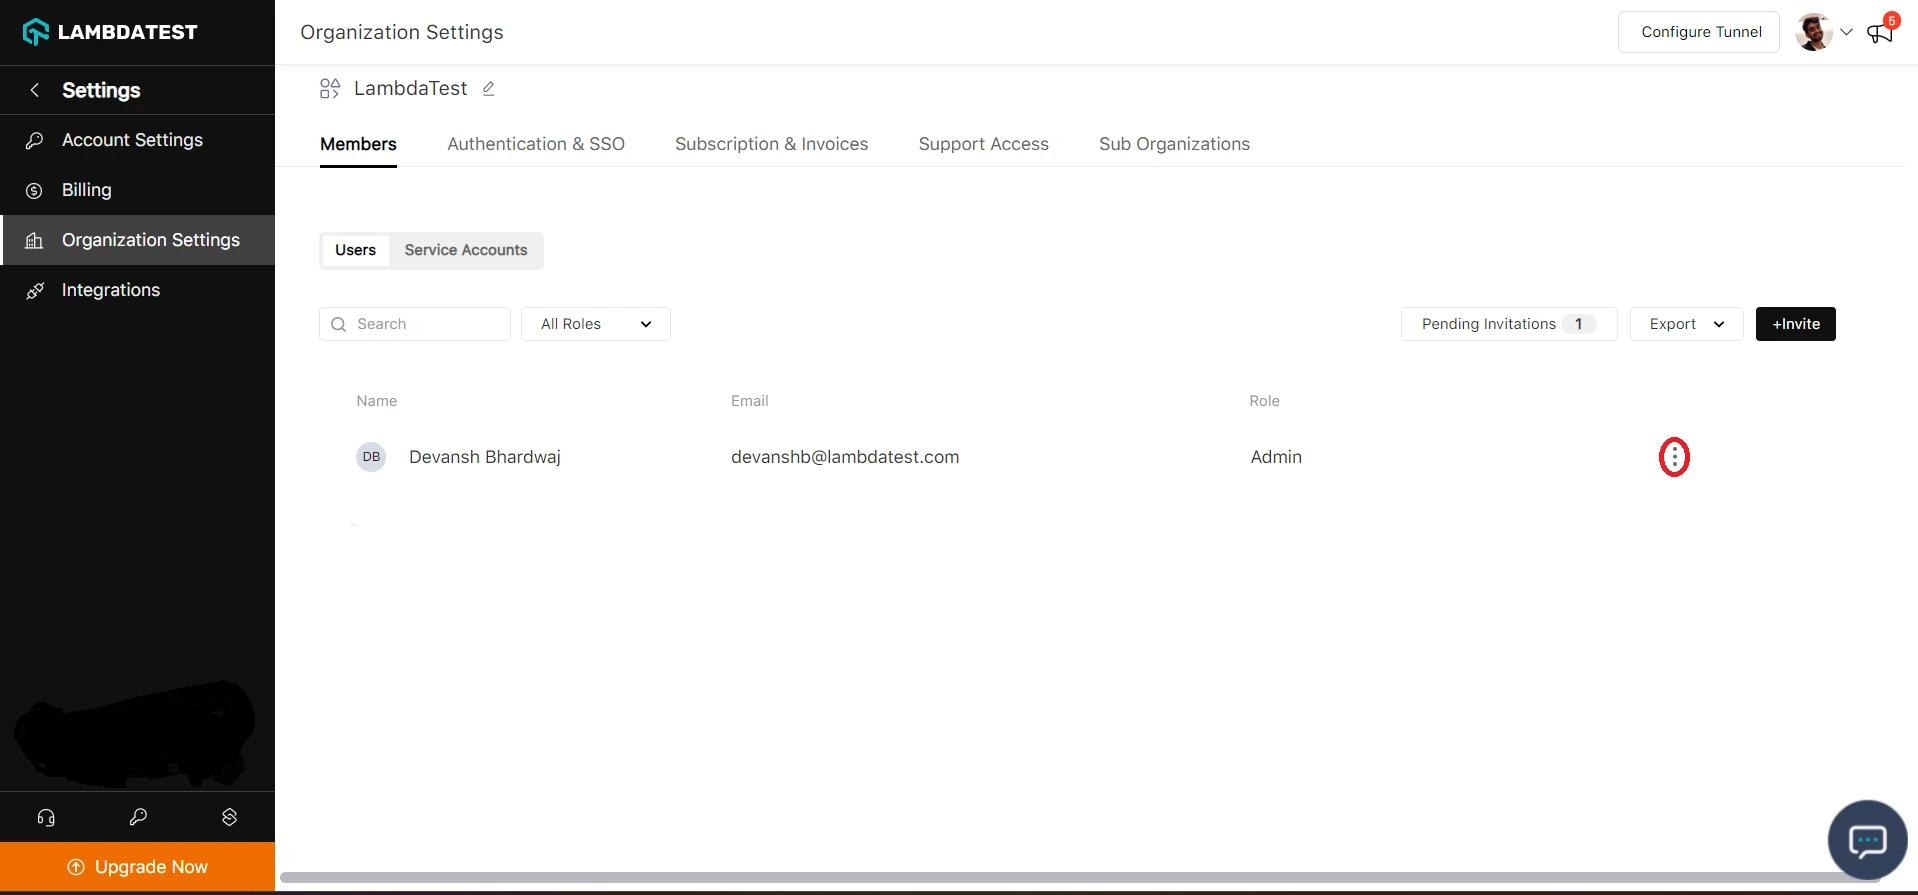 LAMBDATEST
Settings
Account Settings
Billing
Organization Settings
Integrations
Upgrade Now
Organization Settings
Configure Tunnel
5
LambdaTest
Members Authentication & SSO Subscription & Invoices Support Access Sub Organizations
Users Service Accounts
Search All Roles Pending Invitations 1 Export +Invite
Name Email Role
DB Devansh Bhardwaj devanshb@lambdatest.com Admin